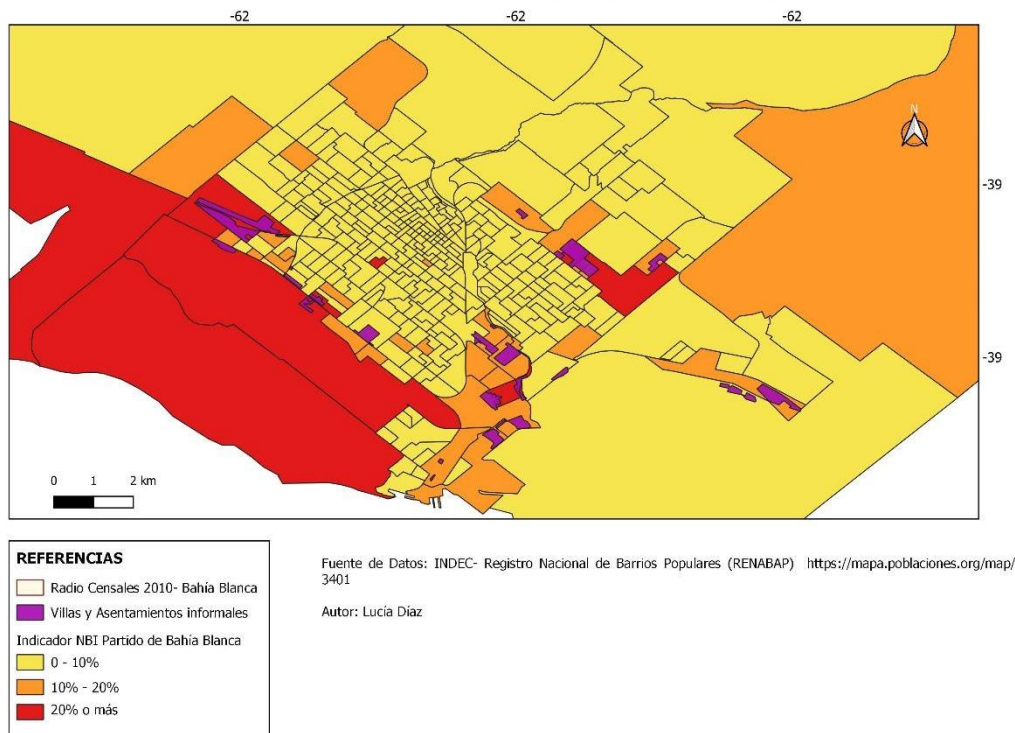 -62 -62 -62
N
-39
-39
0 1 2 km
REFERENCIAS
Radio Censales 2010- Bahía Blanca
Villas y Asentamientos informales
Indicador NBI Partido de Bahía Blanca
0 - 10%
10% - 20%
20% o más
Fuente de Datos: INDEC- Registro Nacional de Barrios Populares (RENABAP) https://mapa.poblaciones.org/map/
3401
Autor: Lucía Díaz